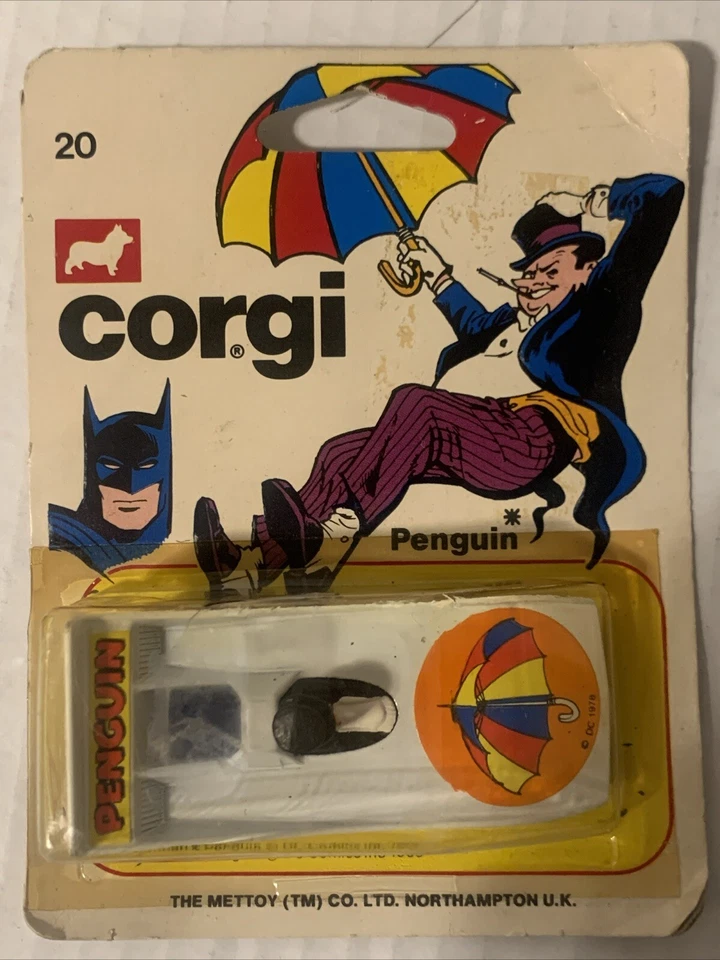 20
corgi®
Penguin*
PENGUIN
© DC 1978
THE METTOY (TM) CO. LTD. NORTHAMPTON U.K.